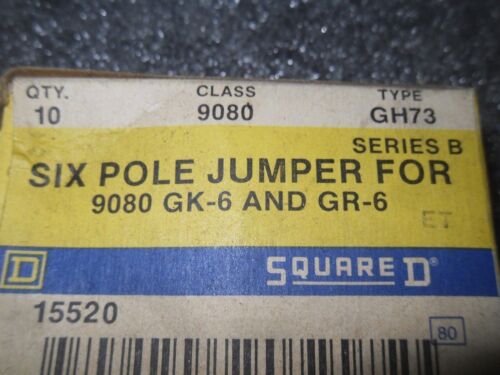 QTY. CLASS TYPE
10 9080 GH73
SERIES B
SIX POLE JUMPER FOR
9080 GK-6 AND GR-6
ET
D SQUARE D®
15520
80